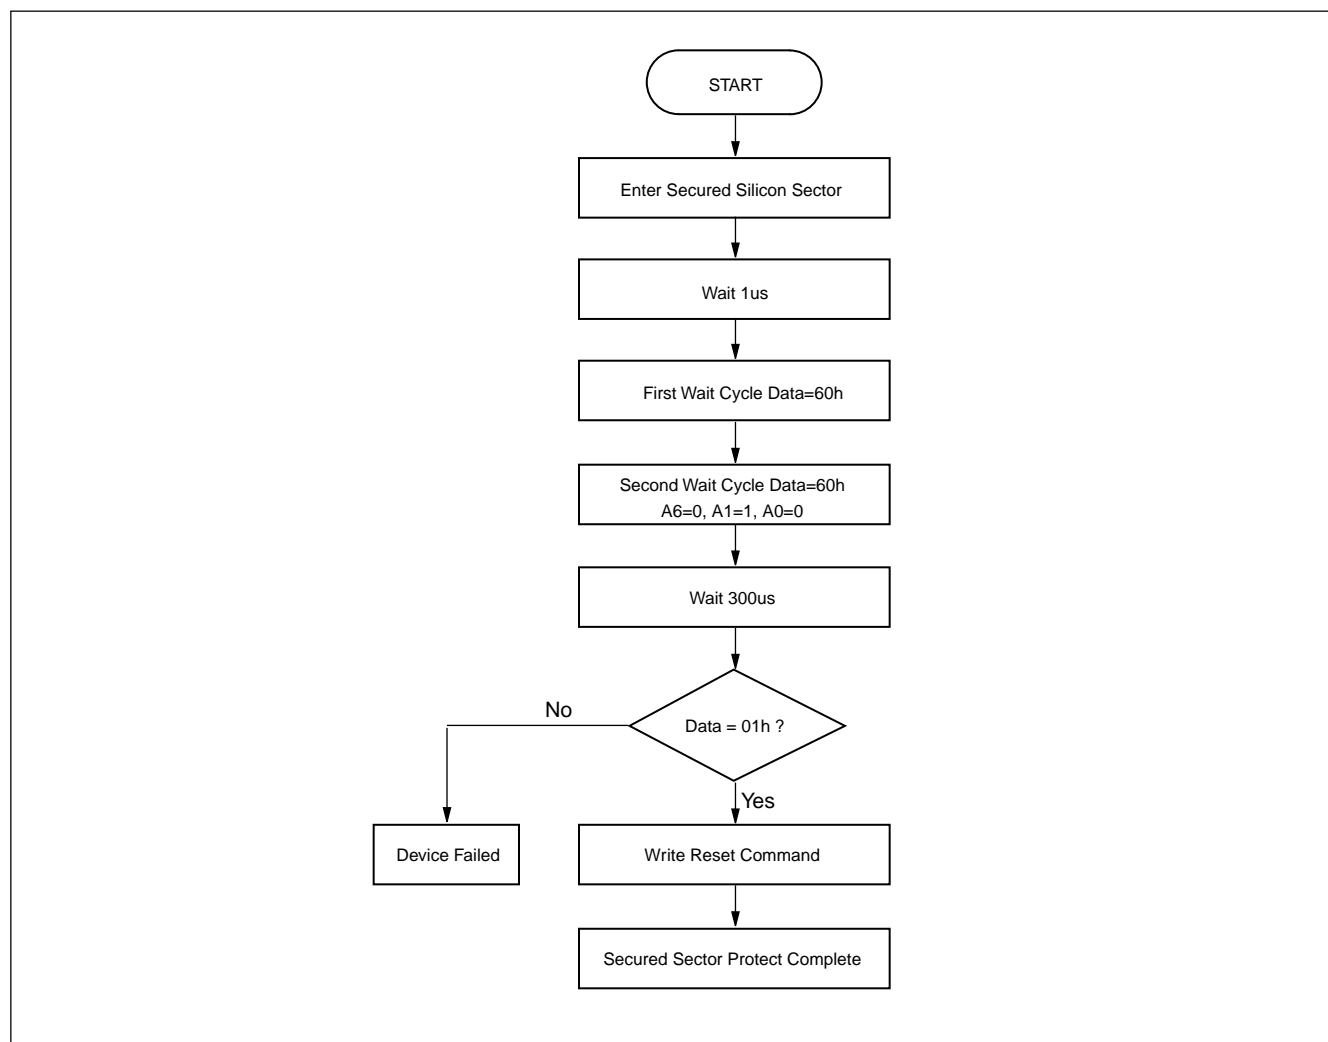 START
Enter Secured Silicon Sector
Wait 1us
First Wait Cycle Data=60h
Second Wait Cycle Data=60h
A6=0, A1=1, A0=0
Wait 300us
No
Data = 01h ?
Yes
Device Failed
Write Reset Command
Secured Sector Protect Complete